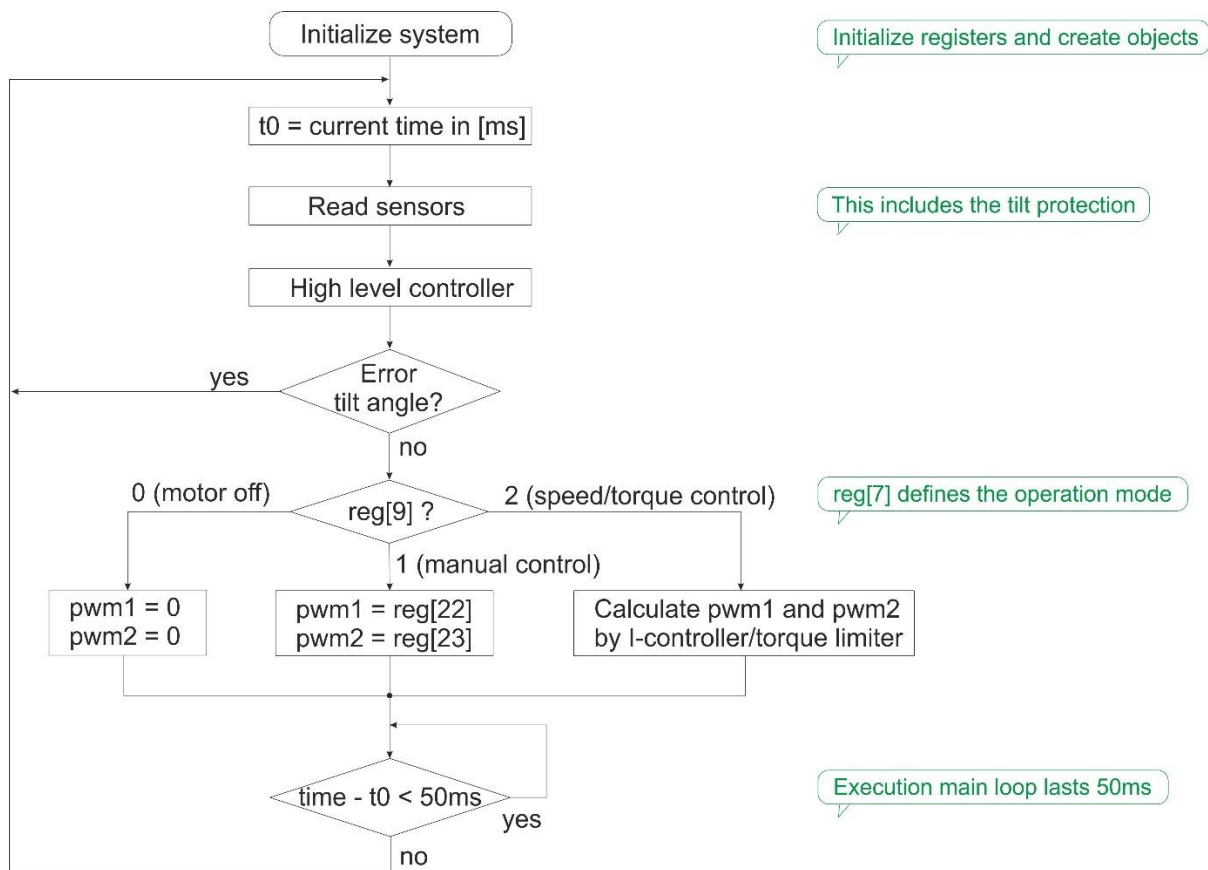 Initialize system
Initialize registers and create objects
t0 = current time in [ms]
Read sensors
This includes the tilt protection
High level controller
yes
Error
tilt angle?
no
0 (motor off)
reg[9] ?
2 (speed/torque control)
reg[7] defines the operation mode
1 (manual control)
pwm1 = 0
pwm2 = 0
pwm1 = reg[22]
pwm2 = reg[23]
Calculate pwm1 and pwm2
by I-controller/torque limiter
time - t0 < 50ms
Execution main loop lasts 50ms
yes
no